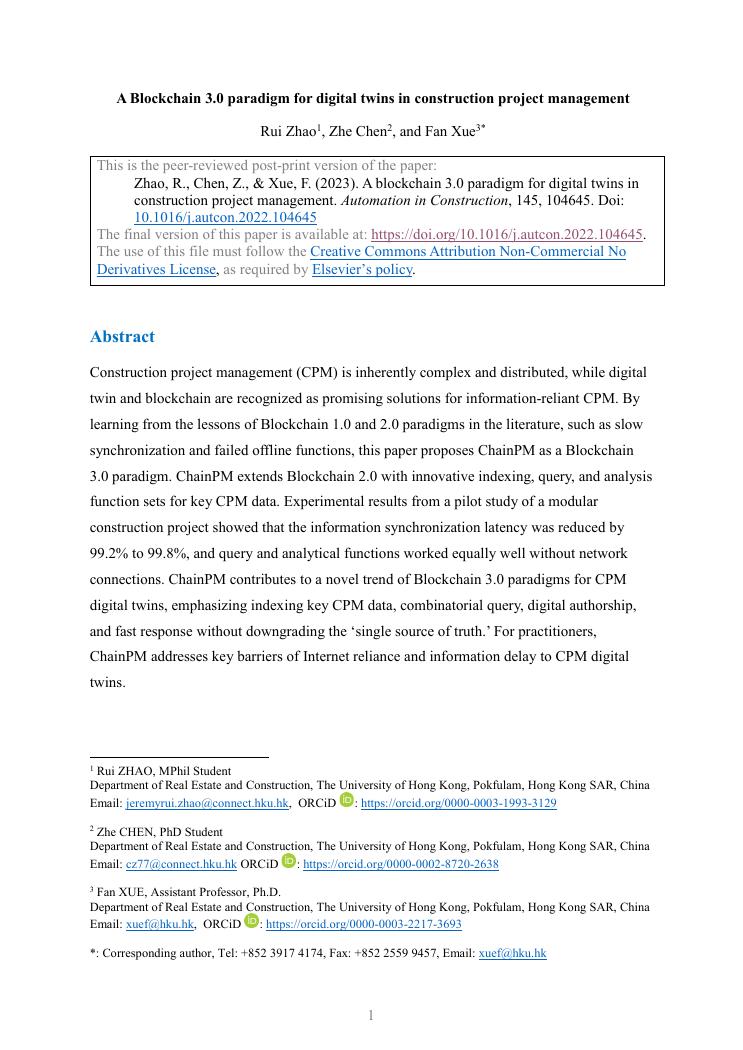 A Blockchain 3.0 paradigm for digital twins in construction project management
Rui Zhao1, Zhe Chen2, and Fan Xue3*
This is the peer-reviewed post-print version of the paper:
Zhao, R., Chen, Z., & Xue, F. (2023). A blockchain 3.0 paradigm for digital twins in
construction project management. Automation in Construction, 145, 104645. Doi:
10.1016/j.autcon.2022.104645
The final version of this paper is available at: https://doi.org/10.1016/j.autcon.2022.104645.
The use of this file must follow the Creative Commons Attribution Non-Commercial No
Derivatives License, as required by Elsevier’s policy.
Abstract
Construction project management (CPM) is inherently complex and distributed, while digital
twin and blockchain are recognized as promising solutions for information-reliant CPM. By
learning from the lessons of Blockchain 1.0 and 2.0 paradigms in the literature, such as slow
synchronization and failed offline functions, this paper proposes ChainPM as a Blockchain
3.0 paradigm. ChainPM extends Blockchain 2.0 with innovative indexing, query, and analysis
function sets for key CPM data. Experimental results from a pilot study of a modular
construction project showed that the information synchronization latency was reduced by
99.2% to 99.8%, and query and analytical functions worked equally well without network
connections. ChainPM contributes to a novel trend of Blockchain 3.0 paradigms for CPM
digital twins, emphasizing indexing key CPM data, combinatorial query, digital authorship,
and fast response without downgrading the ‘single source of truth.’ For practitioners,
ChainPM addresses key barriers of Internet reliance and information delay to CPM digital
twins.
1 Rui ZHAO, MPhil Student
Department of Real Estate and Construction, The University of Hong Kong, Pokfulam, Hong Kong SAR, China
Email: jeremyrui.zhao@connect.hku.hk, ORCiD iD: https://orcid.org/0000-0003-1993-3129
2 Zhe CHEN, PhD Student
Department of Real Estate and Construction, The University of Hong Kong, Pokfulam, Hong Kong SAR, China
Email: cz77@connect.hku.hk ORCiD iD: https://orcid.org/0000-0002-8720-2638
3 Fan XUE, Assistant Professor, Ph.D.
Department of Real Estate and Construction, The University of Hong Kong, Pokfulam, Hong Kong SAR, China
Email: xuef@hku.hk, ORCiD iD: https://orcid.org/0000-0003-2217-3693
*: Corresponding author, Tel: +852 3917 4174, Fax: +852 2559 9457, Email: xuef@hku.hk
1